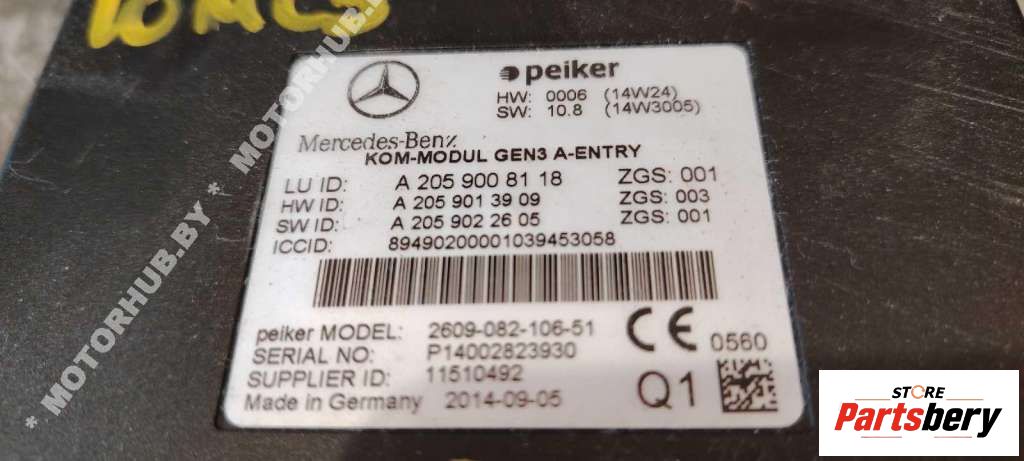 * MOTORHUB.BY * MOTORHUB.BY *
peiker
HW: 0006 (14W24)
SW: 10.8 (14W3005)
Mercedes-Benz
KOM-MODUL GEN3 A-ENTRY
LU ID: A 205 900 81 18 ZGS: 001
HW ID: A 205 901 39 09 ZGS: 003
SW ID: A 205 902 26 05 ZGS: 001
ICCID: 89490200001039453058
peiker MODEL: 2609-082-106-51
SERIAL NO: P14002823930
SUPPLIER ID: 11510492
Made in Germany 2014-09-05
CE 0560
Q1
STORE
Partsbery